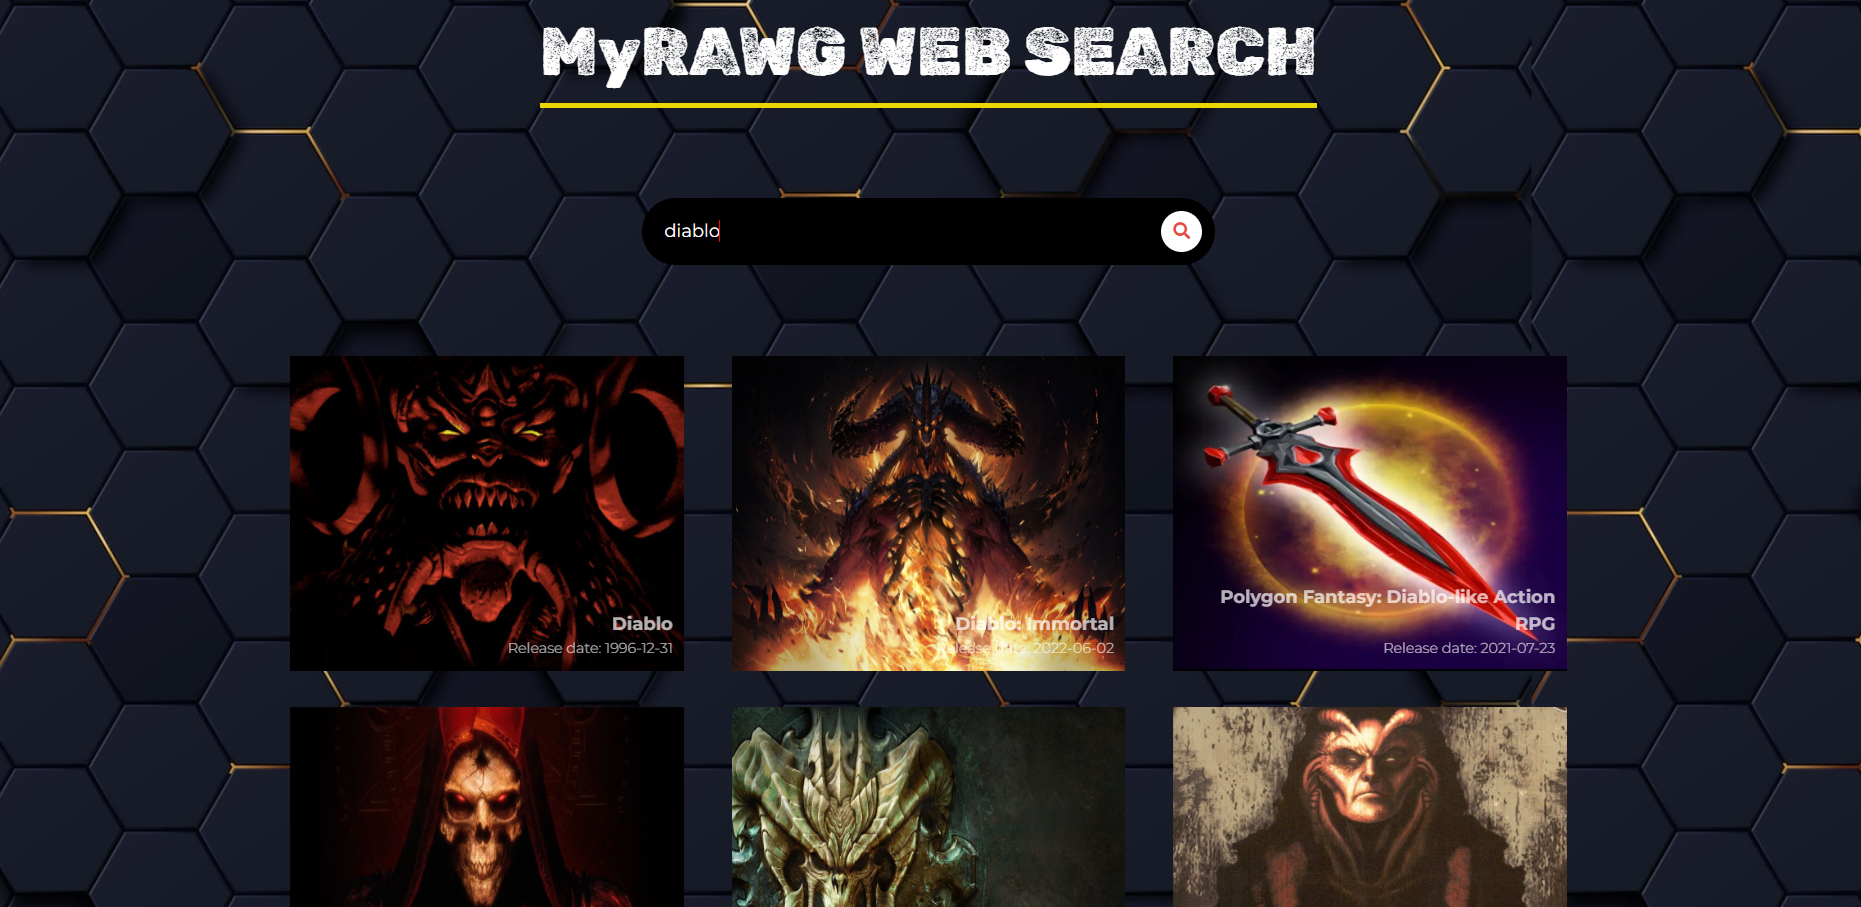 MyRAWG WEB SEARCH
diablo
Diablo
Release date: 1996-12-31
Diablo: Immortal
Release date: 2022-06-02
Polygon Fantasy: Diablo-like Action
RPG
Release date: 2021-07-23